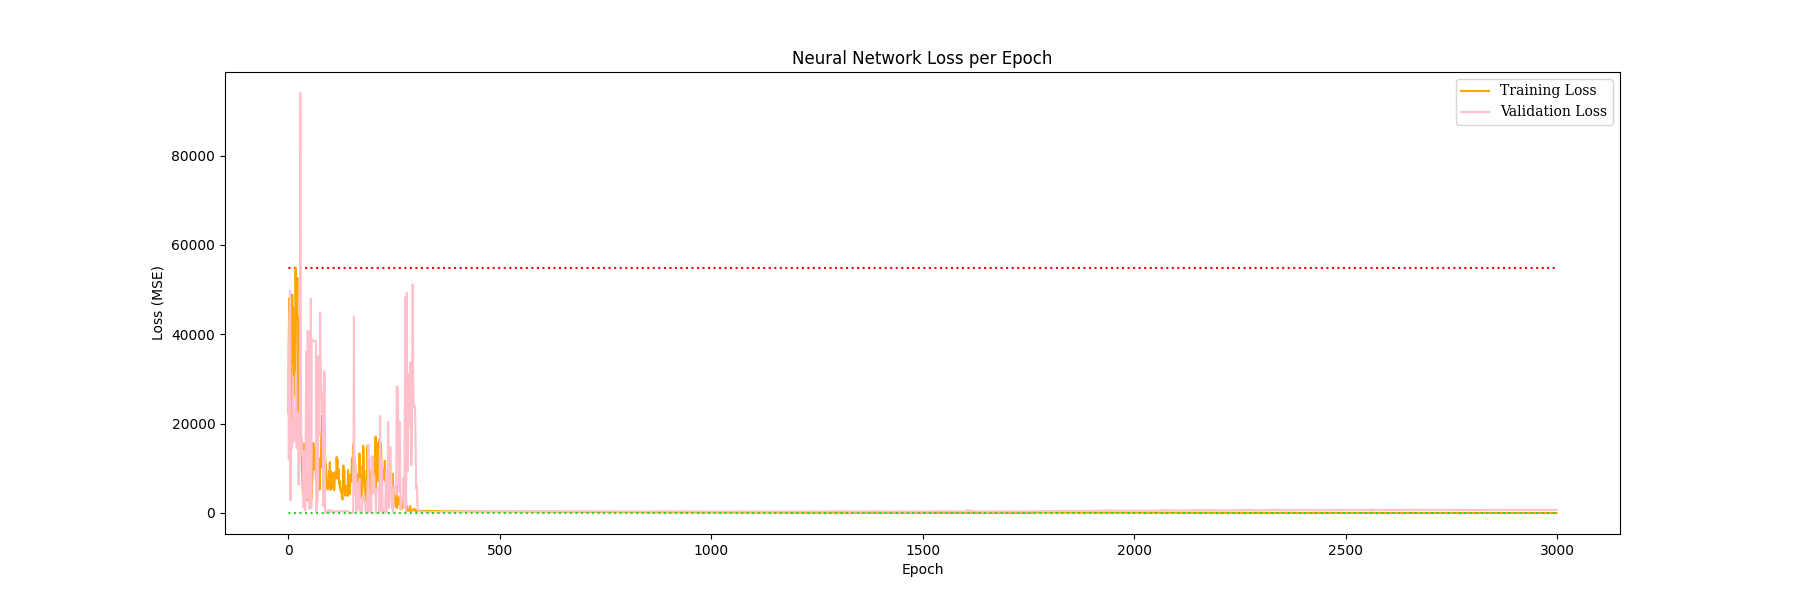 Neural Network Loss per Epoch
Training Loss
Validation Loss
80000
60000
40000
20000
0
Loss (MSE)
0 500 1000 1500 2000 2500 3000
Epoch